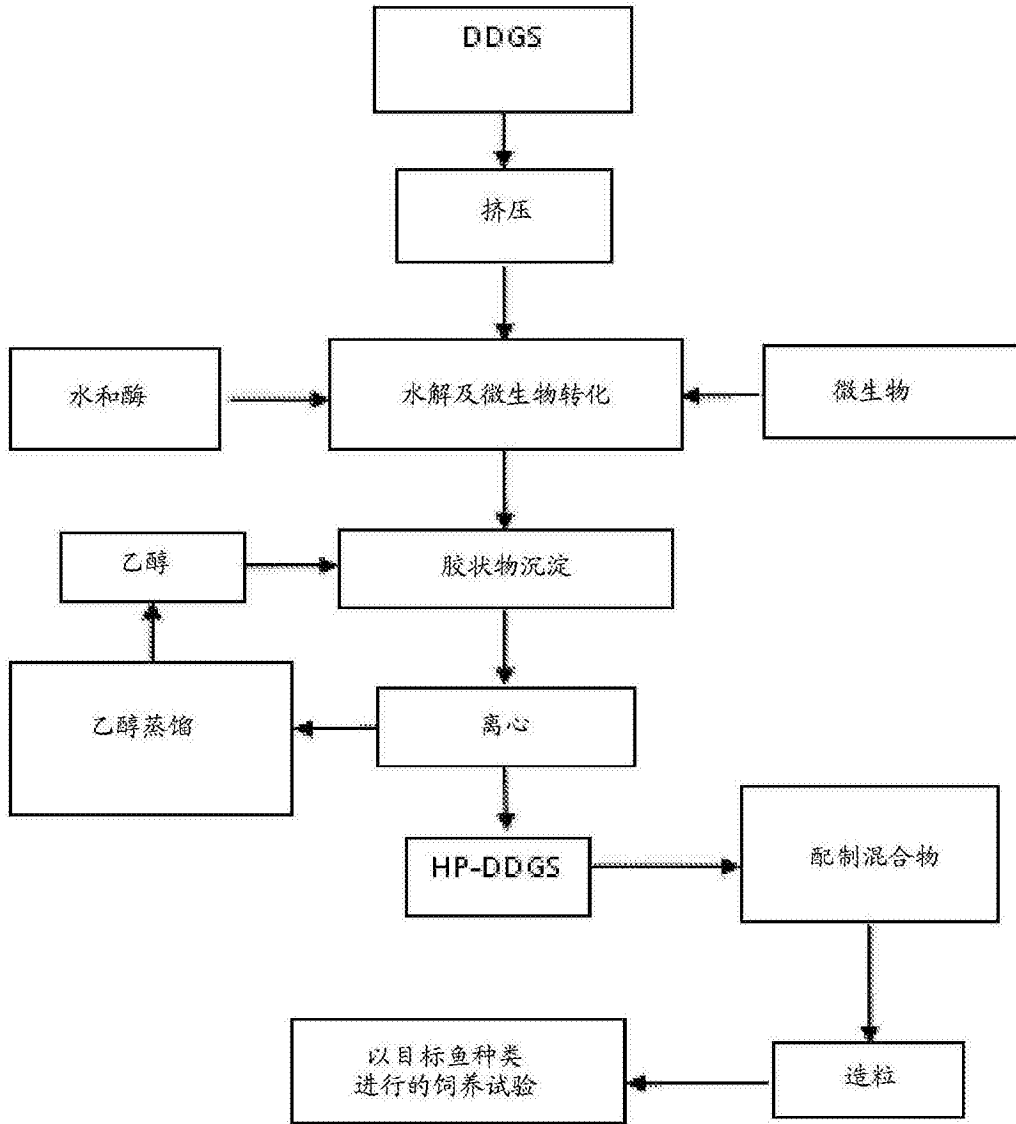 DDGS
挤压
水和酶
水解及微生物转化
微生物
乙醇
胶状物沉淀
乙醇蒸馏
离心
HP-DDGS
配制混合物
以目标鱼种类
进行的饲养试验
造粒